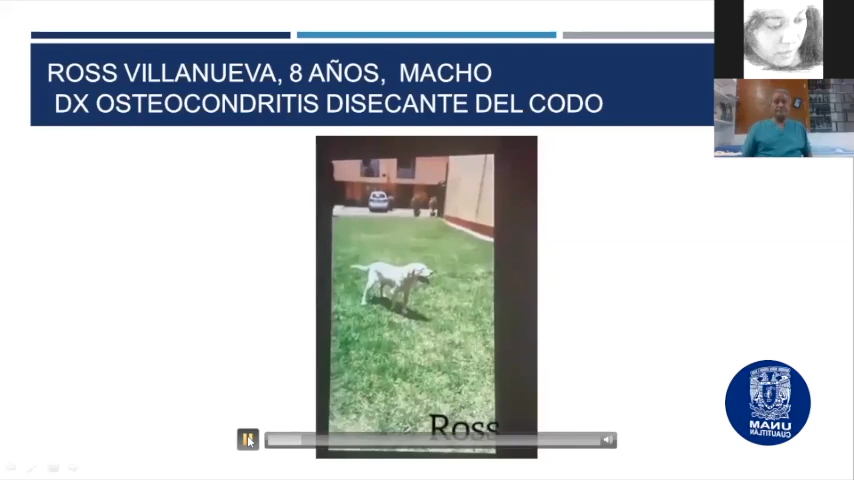 ROSS VILLANUEVA, 8 AÑOS,  MACHO
DX OSTEOCONDRITIS DISECANTE DEL CODO
Ross
UNAM
CUAUTITLÁN